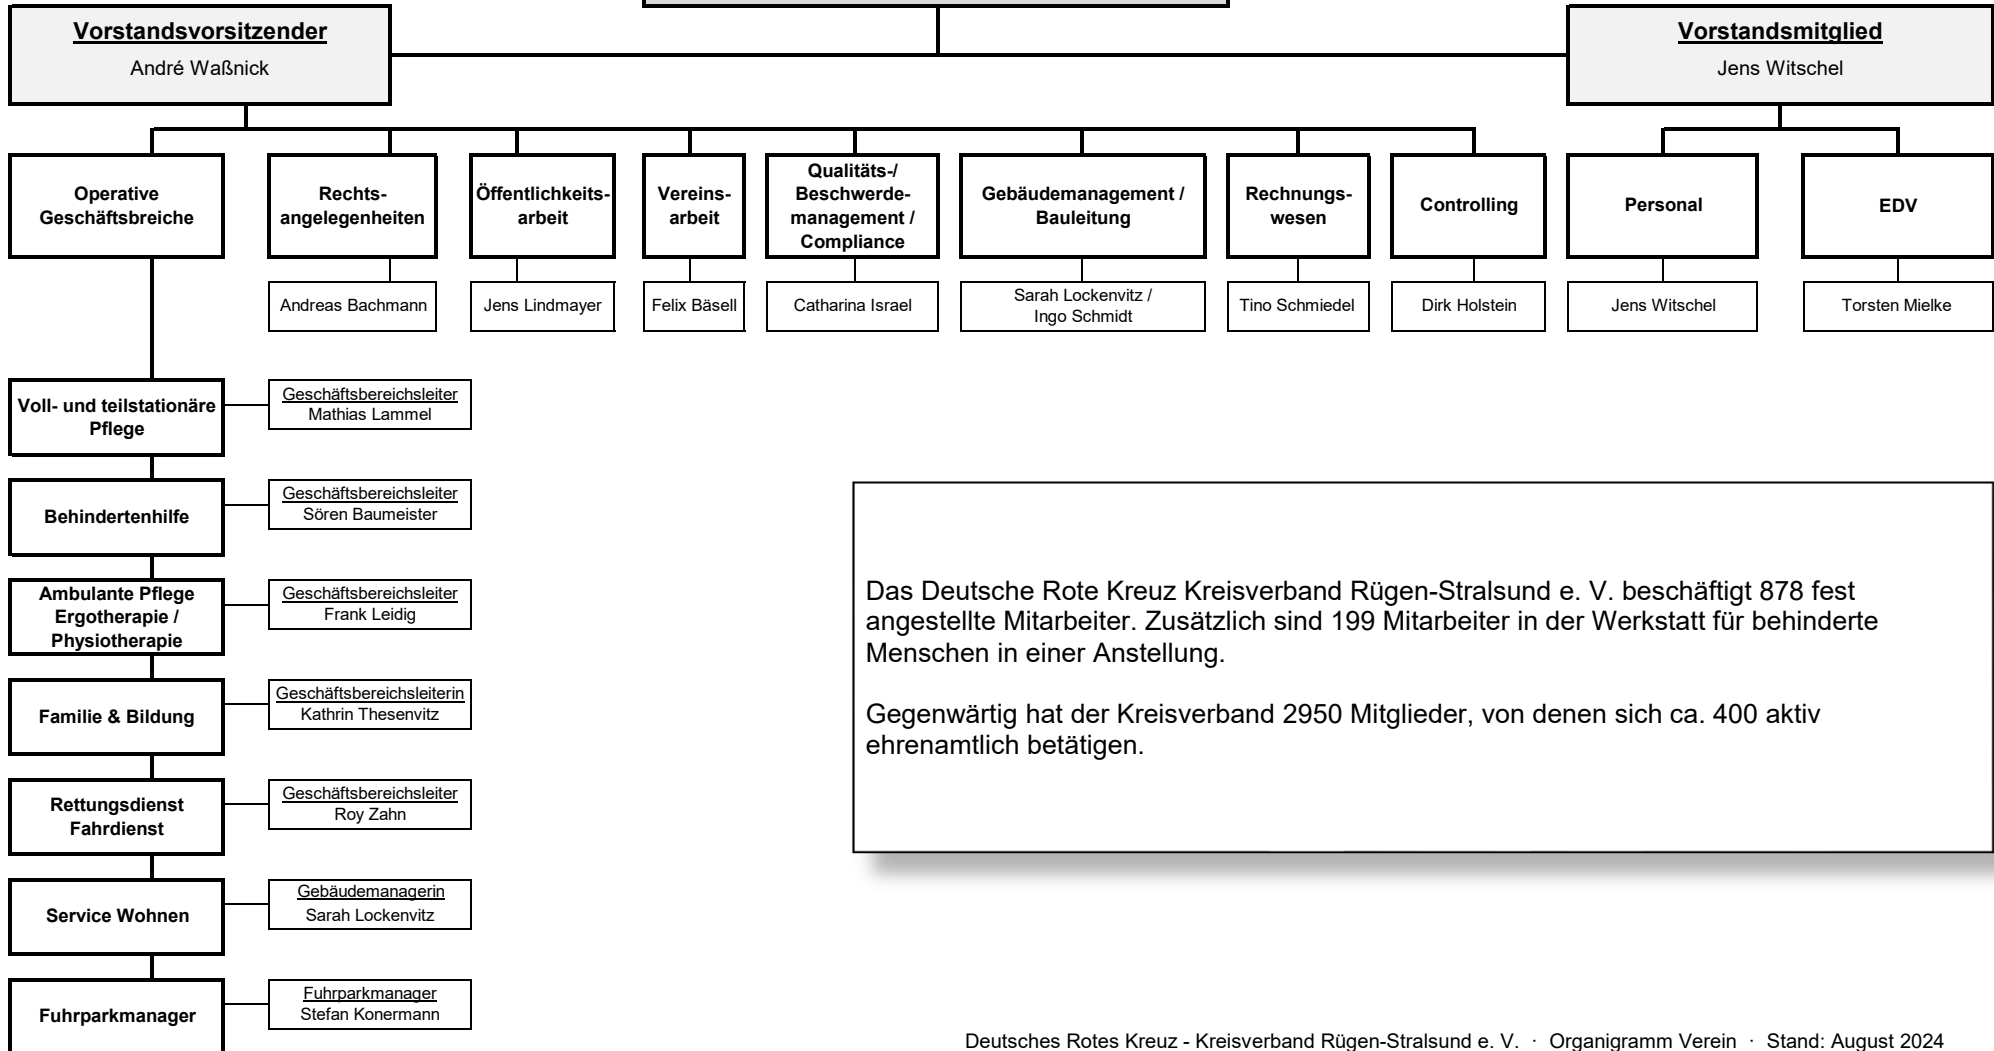 Vorstandsvorsitzender
André Waßnick
Vorstandsmitglied
Jens Witschel
Operative
Geschäftsbreiche
Rechts-
angelegenheiten
Öffentlichkeits-
arbeit
Vereins-
arbeit
Qualitäts-/
Beschwerde-
management /
Compliance
Gebäudemanagement /
Bauleitung
Rechnungs-
wesen
Controlling
Personal
EDV
Andreas Bachmann
Jens Lindmayer
Felix Bäsell
Catharina Israel
Sarah Lockenvitz /
Ingo Schmidt
Tino Schmiedel
Dirk Holstein
Jens Witschel
Torsten Mielke
Voll- und teilstationäre
Pflege
Geschäftsbereichsleiter
Mathias Lammel
Behindertenhilfe
Geschäftsbereichsleiter
Sören Baumeister
Ambulante Pflege
Ergotherapie /
Physiotherapie
Geschäftsbereichsleiter
Frank Leidig
Familie & Bildung
Geschäftsbereichsleiterin
Kathrin Thesenvitz
Rettungsdienst
Fahrdienst
Geschäftsbereichsleiter
Roy Zahn
Service Wohnen
Gebäudemanagerin
Sarah Lockenvitz
Fuhrparkmanager
Fuhrparkmanager
Stefan Konermann
Das Deutsche Rote Kreuz Kreisverband Rügen-Stralsund e. V. beschäftigt 878 fest
angestellte Mitarbeiter. Zusätzlich sind 199 Mitarbeiter in der Werkstatt für behinderte
Menschen in einer Anstellung.
Gegenwärtig hat der Kreisverband 2950 Mitglieder, von denen sich ca. 400 aktiv
ehrenamtlich betätigen.
Deutsches Rotes Kreuz - Kreisverband Rügen-Stralsund e. V. · Organigramm Verein · Stand: August 2024